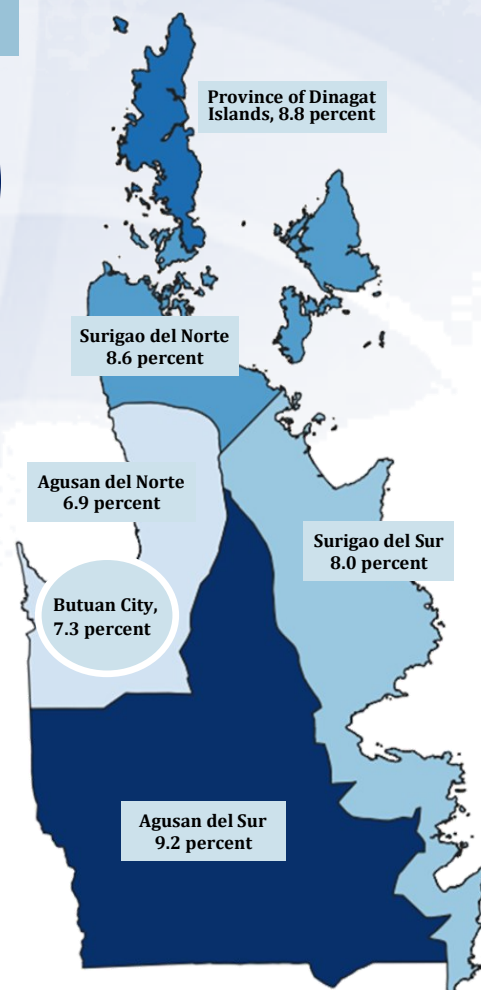 Province of Dinagat
Islands, 8.8 percent
Surigao del Norte
8.6 percent
Agusan del Norte
6.9 percent
Surigao del Sur
8.0 percent
Butuan City,
7.3 percent
Agusan del Sur
9.2 percent